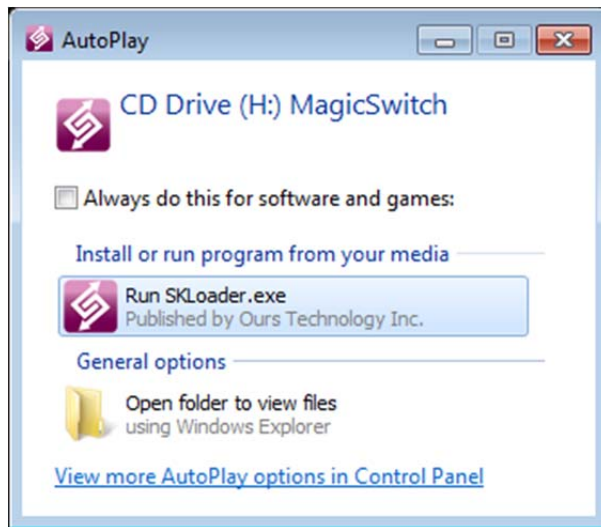 AutoPlay
CD Drive (H:) MagicSwitch
Always do this for software and games:
Install or run program from your media
Run SKLoader.exe
Published by Ours Technology Inc.
General options
Open folder to view files
using Windows Explorer
View more AutoPlay options in Control Panel